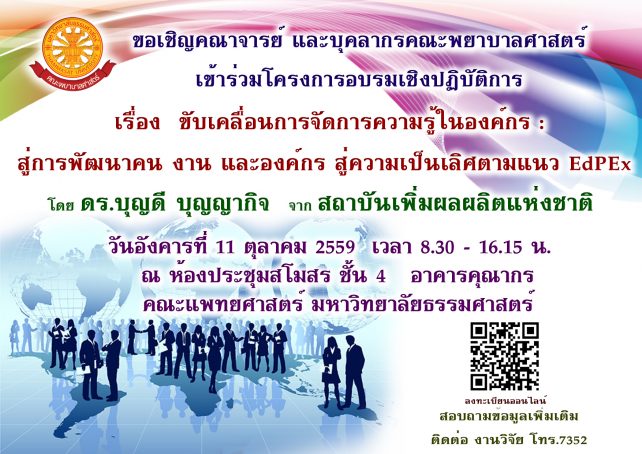 ขอเชิญคณาจารย์ และบุคลากรคณะพยาบาลศาสตร์
เข้าร่วมโครงการอบรมเชิงปฏิบัติการ
เรื่อง ขับเคลื่อนการจัดการความรู้ในองค์กร :
สู่การพัฒนาคน งาน และองค์กร สู่ความเป็นเลิศตามแนว EdPEx
โดย ดร.บุญดี บุญญากิจ จาก สถาบันเพิ่มผลผลิตแห่งชาติ
วันอังคารที่ 11 ตุลาคม 2559 เวลา 8.30 - 16.15 น.
ณ ห้องประชุมสโมสร ชั้น 4 อาคารคุณากร
คณะแพทยศาสตร์ มหาวิทยาลัยธรรมศาสตร์
ลงทะเบียนออนไลน์
สอบถามข้อมูลเพิ่มเติม
ติดต่อ งานวิจัย โทร.7352
คณะพยาบาลศาสตร์